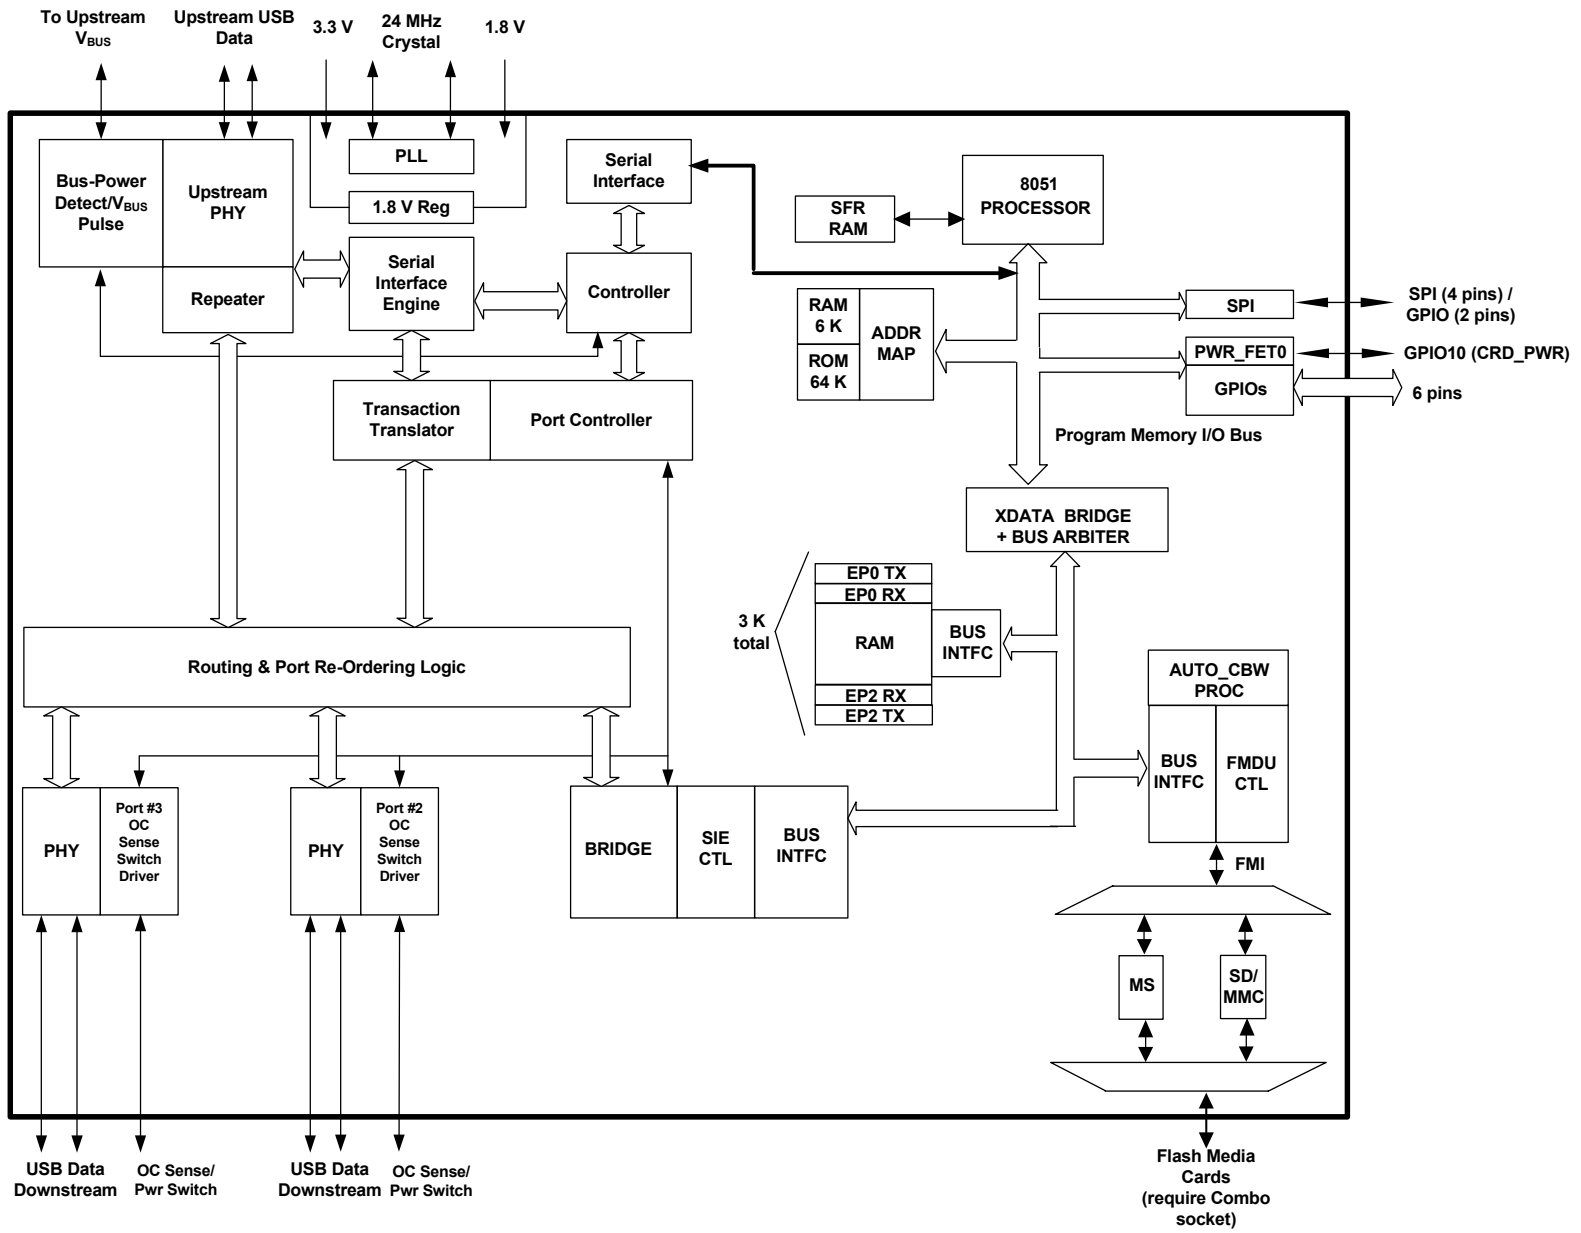 To Upstream
VBUS
Upstream USB
Data
3.3 V
24 MHz
Crystal
1.8 V
Bus-Power
Detect/VBUS
Pulse
Upstream
PHY
Repeater
PLL
1.8 V Reg
Serial
Interface
Engine
Serial
Interface
Controller
Transaction
Translator
Port Controller
8051
PROCESSOR
SFR
RAM
RAM
6 K
ROM
64 K
ADDR
MAP
SPI
SPI (4 pins) /
GPIO (2 pins)
PWR_FET0
GPIO10 (CRD_PWR)
GPIOs
6 pins
Program Memory I/O Bus
XDATA BRIDGE
+ BUS ARBITER
3 K
total
EP0 TX
EP0 RX
RAM
EP2 RX
EP2 TX
BUS
INTFC
Routing & Port Re-Ordering Logic
AUTO_CBW
PROC
BUS
INTFC
FMDU
CTL
FMI
PHY
Port #3
OC
Sense
Switch
Driver
PHY
Port #2
OC
Sense
Switch
Driver
BRIDGE
SIE
CTL
BUS
INTFC
MS
SD/
MMC
USB Data
Downstream
OC Sense/
Pwr Switch
USB Data
Downstream
OC Sense/
Pwr Switch
Flash Media
Cards
(require Combo
socket)